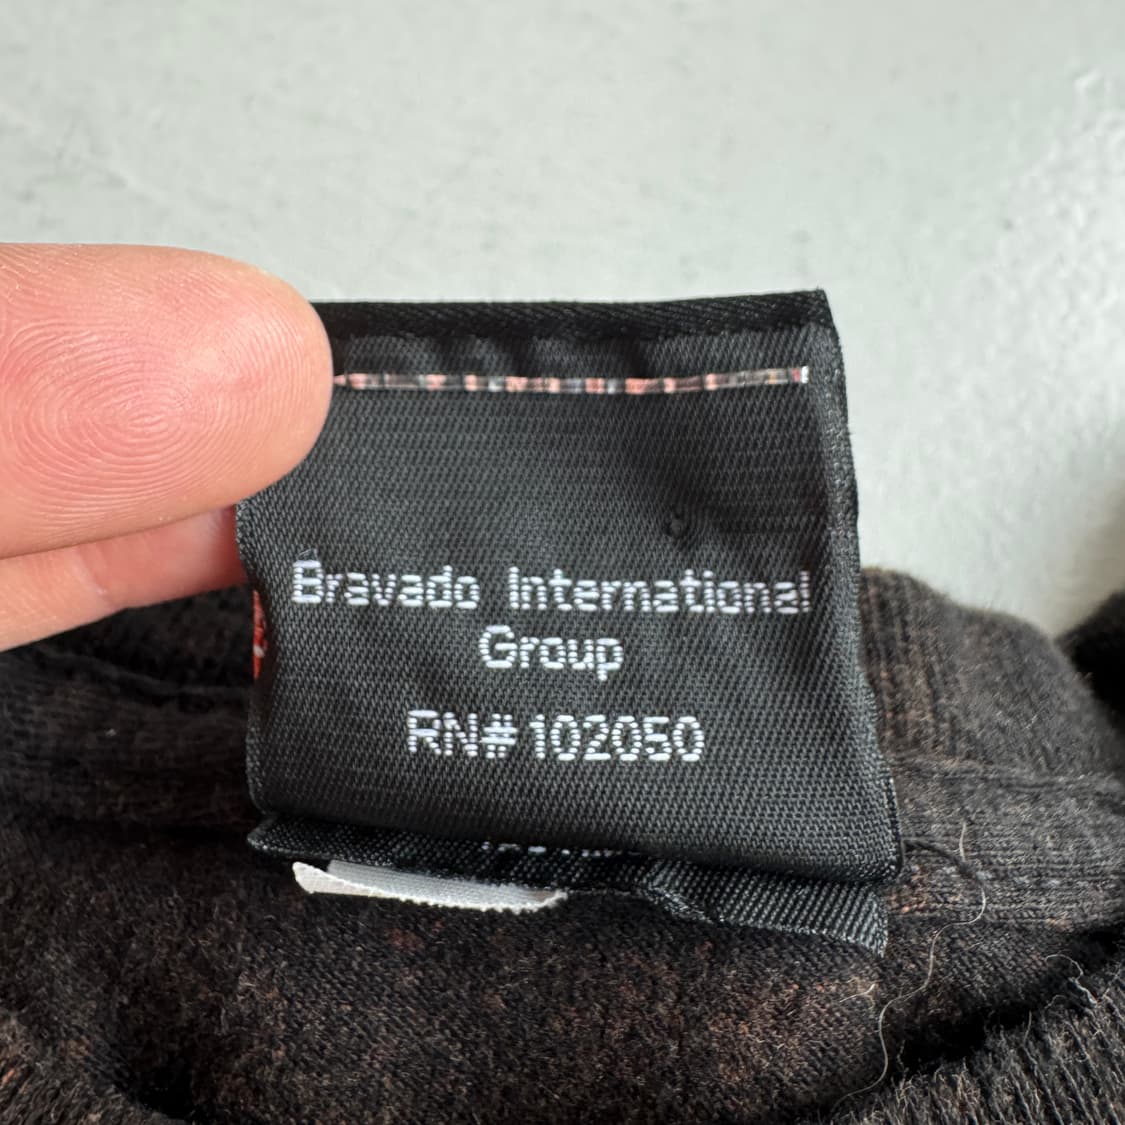 Bravado International
Group
RN#102050